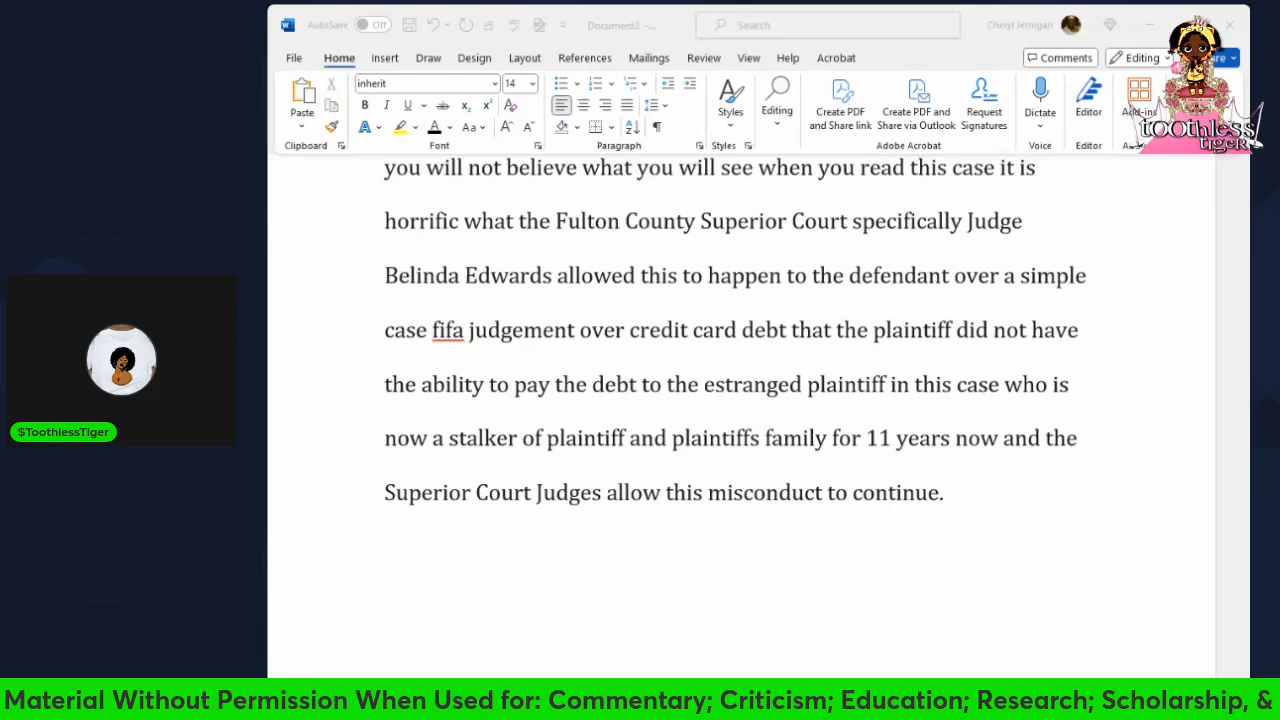 AutoSave
Off
Document2 -...
Search
Cheryl Jernigan
File
Home
Insert
Draw
Design
Layout
References
Mailings
Review
View
Help
Acrobat
Comments
Editing
inherit
14
Paste
Styles
Editing
Create PDF
and Share link
Create PDF and
Share via Outlook
Request
Signatures
Dictate
Editor
Add-ins
Clipboard
Font
Paragraph
Styles
Adobe Acrobat
Voice
Editor
toothless
tiger
you will not believe what you will see when you read this case it is
horrific what the Fulton County Superior Court specifically Judge
Belinda Edwards allowed this to happen to the defendant over a simple
case fifa judgement over credit card debt that the plaintiff did not have
the ability to pay the debt to the estranged plaintiff in this case who is
now a stalker of plaintiff and plaintiffs family for 11 years now and the
Superior Court Judges allow this misconduct to continue.
$ToothlessTiger
Material Without Permission When Used for: Commentary; Criticism; Education; Research; Scholarship, &